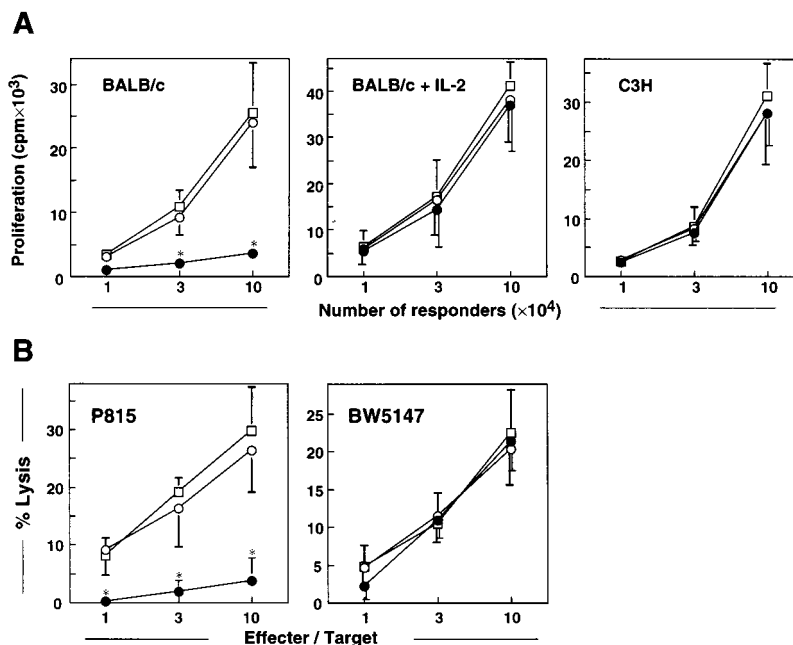 A
Proliferation (cpm×10³)
BALB/c
30
20
10
0
1 3 10
BALB/c + IL-2
40
30
20
10
0
1 3 10
C3H
30
20
10
0
1 3 10
Number of responders (×10⁴)
B
% Lysis
P815
30
20
10
0
* * *
1 3 10
BW5147
25
20
15
10
5
0
1 3 10
Effecter / Target